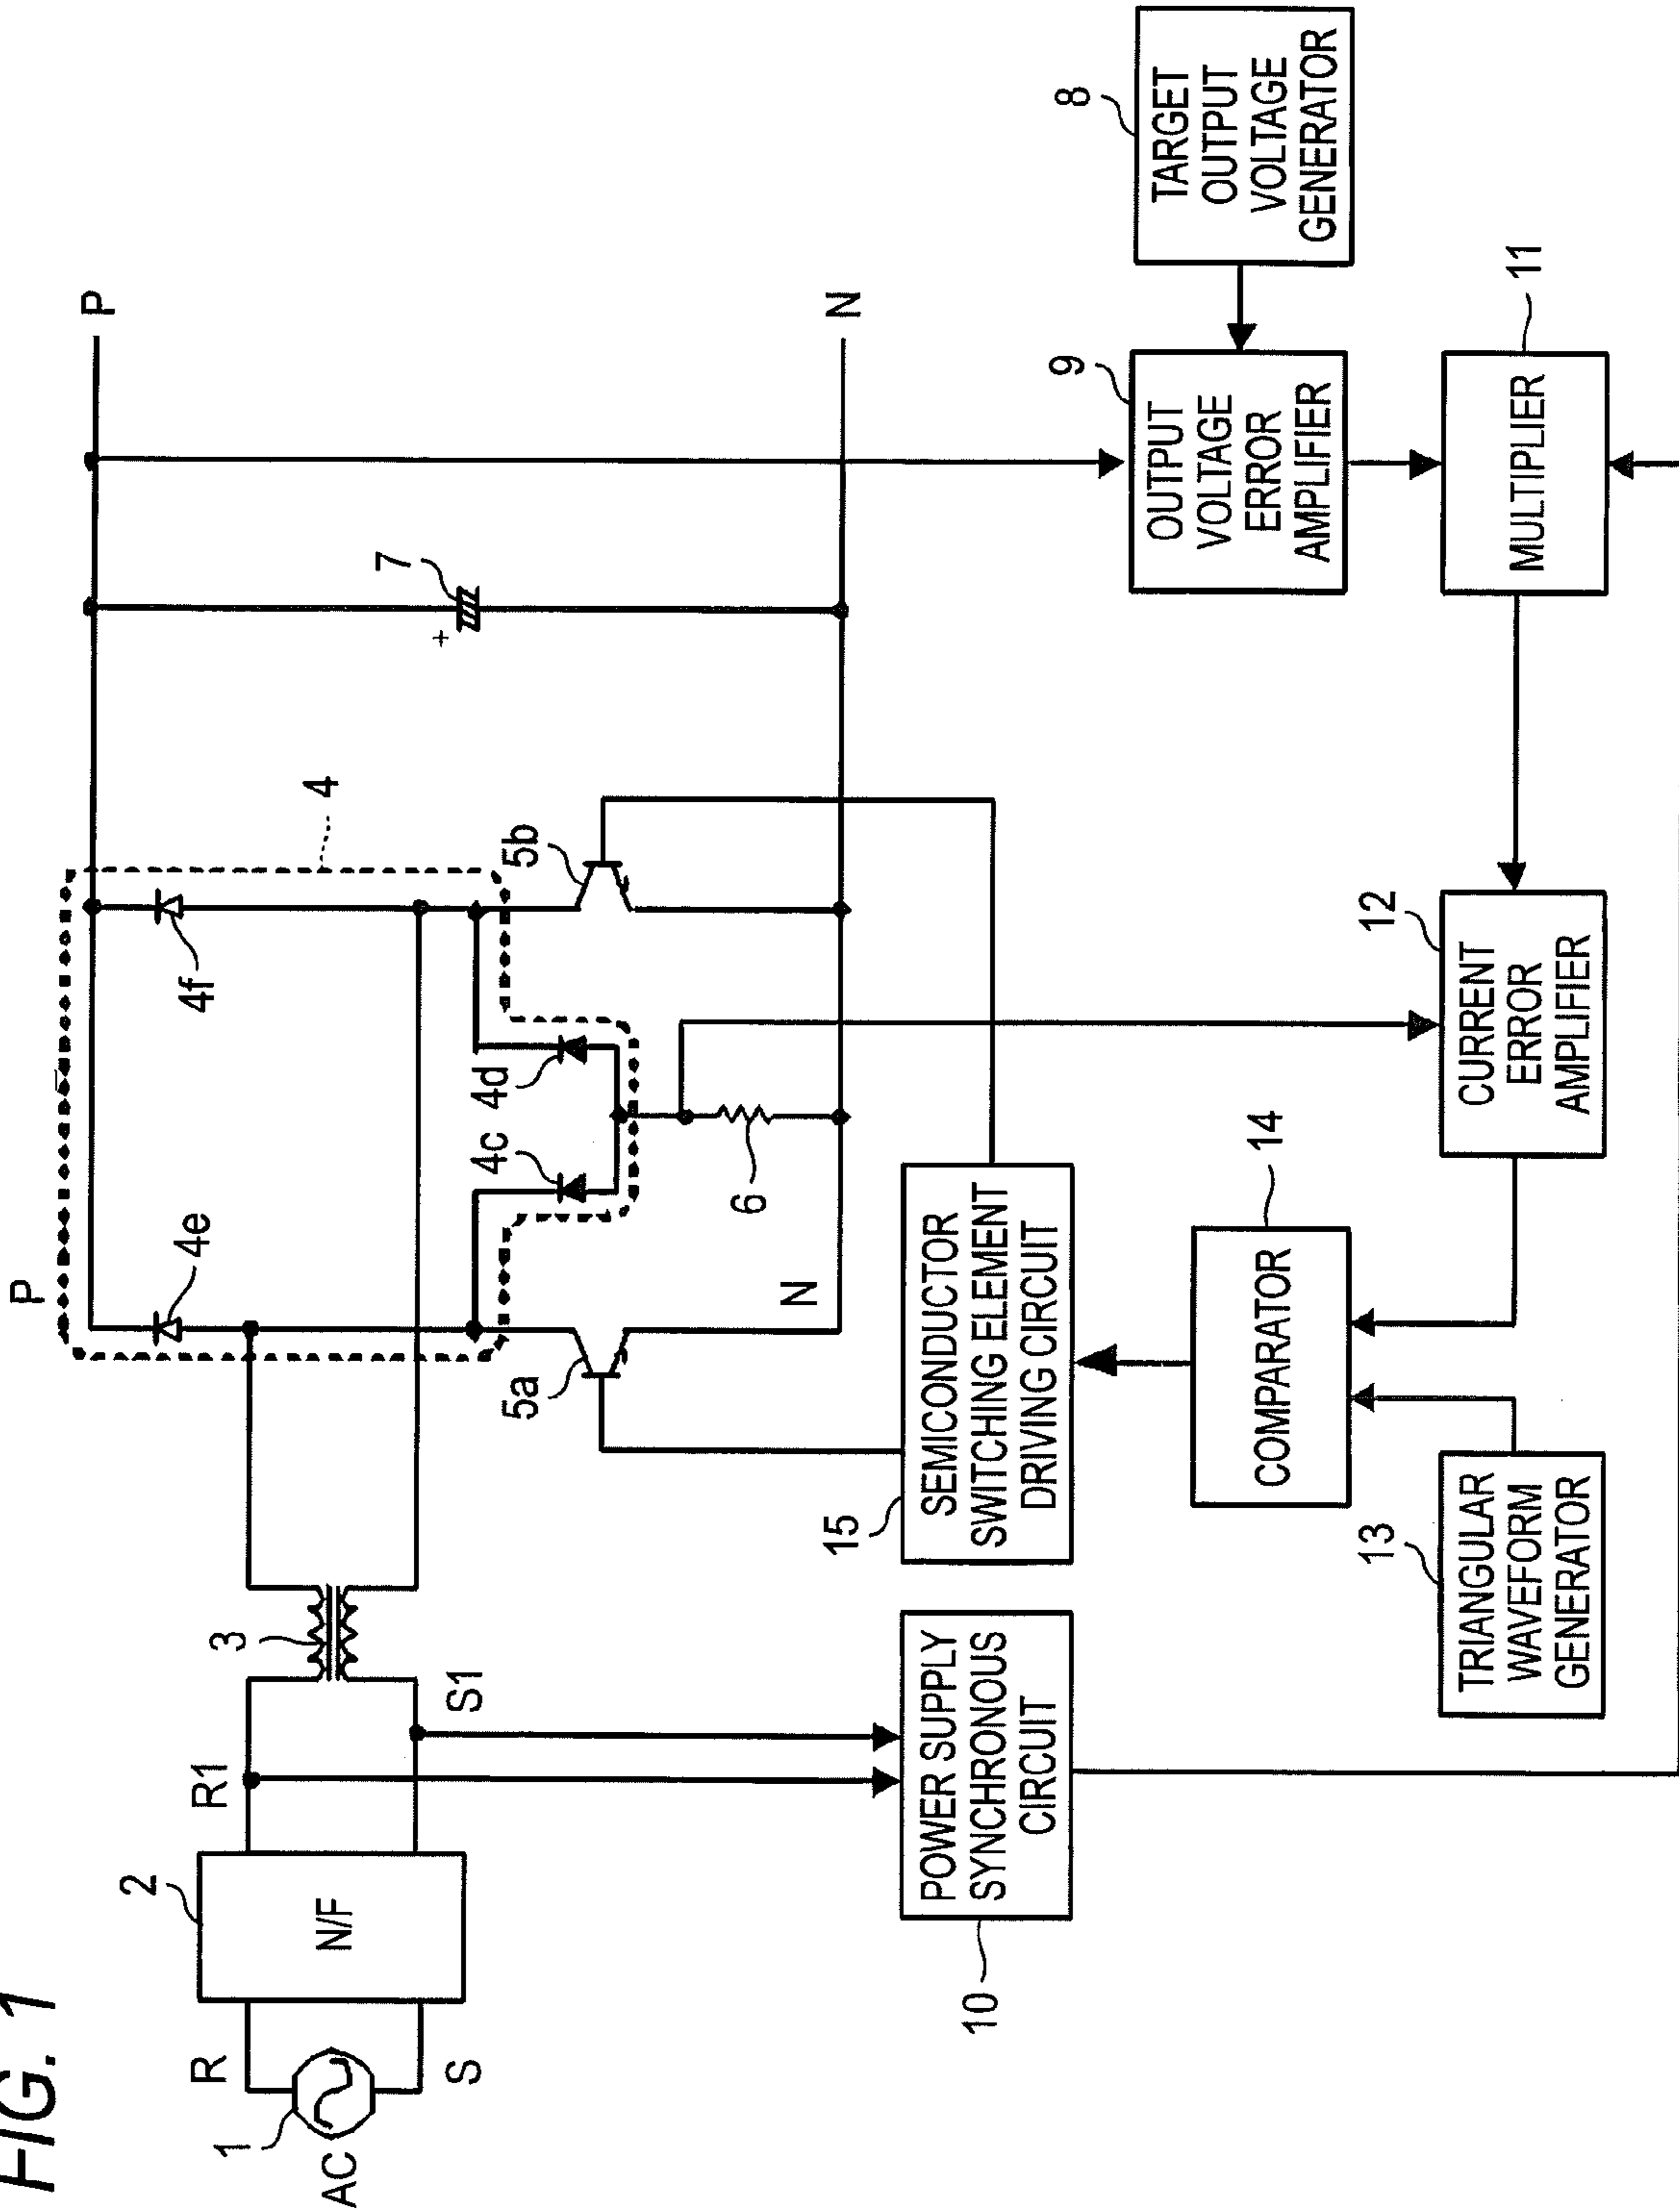 FIG. 1
P
P
4
4e
4f
R
R1
2
3
1
AC
N/F
S
S1
4c
4d
5a
5b
6
7
+
N
N
8
TARGET
OUTPUT
VOLTAGE
GENERATOR
9
OUTPUT
VOLTAGE
ERROR
AMPLIFIER
10
POWER SUPPLY
SYNCHRONOUS
CIRCUIT
15
SEMICONDUCTOR
SWITCHING ELEMENT
DRIVING CIRCUIT
11
MULTIPLIER
12
CURRENT
ERROR
AMPLIFIER
14
COMPARATOR
13
TRIANGULAR
WAVEFORM
GENERATOR